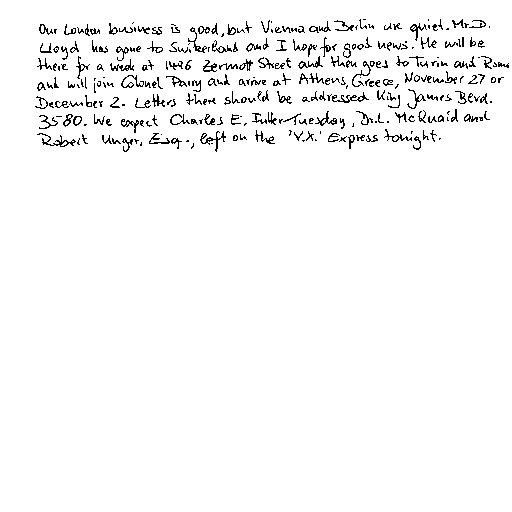 Our London business is good, but Vienna and Berlin are quiet. Mr. D.
Lloyd has gone to Switzerland and I hope for good news. He will be
there for a week at 1496 Zermott Street and then goes to Turin and Rome
and will join Colonel Parry and arrive at Athens, Greece, November 27 or
December 2. Letters there should be addressed King James Blvd.
3580. We expect Charles E. Fuller Tuesday, Dr. L. McQuaid and
Robert Unger, Esq., left on the 'Y.X.' Express tonight.